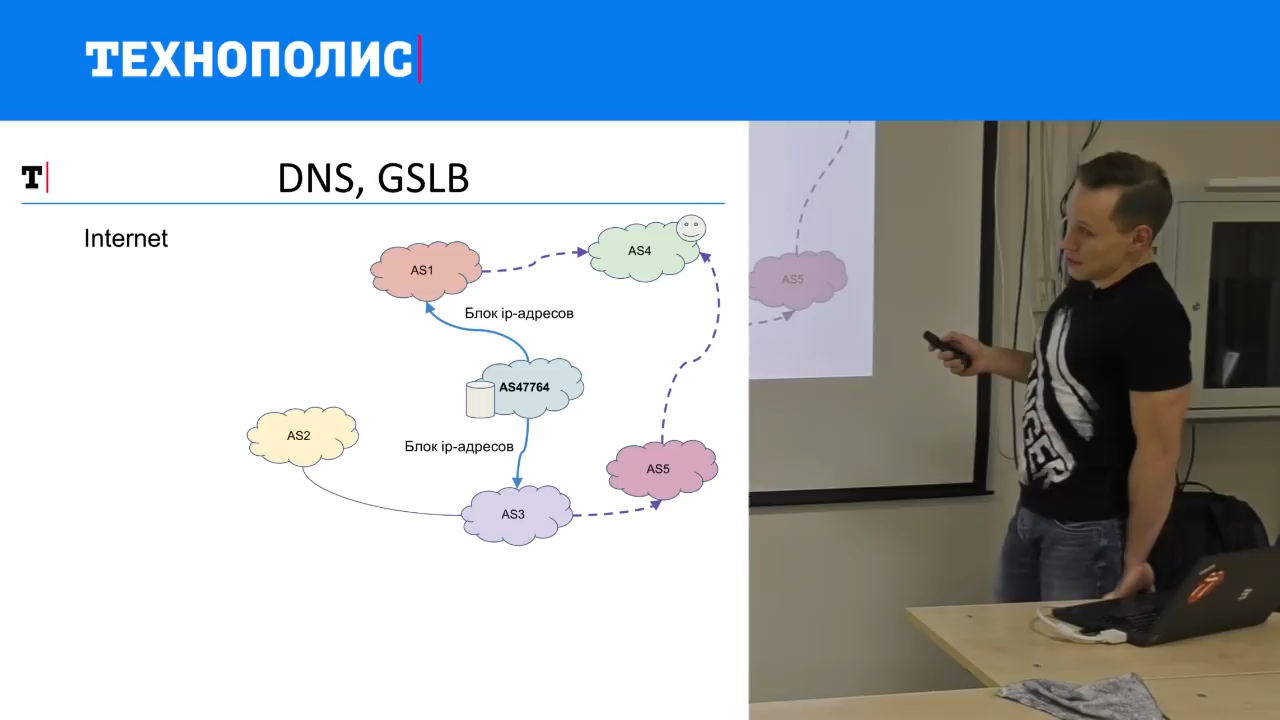 ТЕХНОПОЛИС
T
DNS, GSLB
Internet
AS1
AS4
Блок ip-адресов
AS47764
AS2
Блок ip-адресов
AS5
AS3
AS5